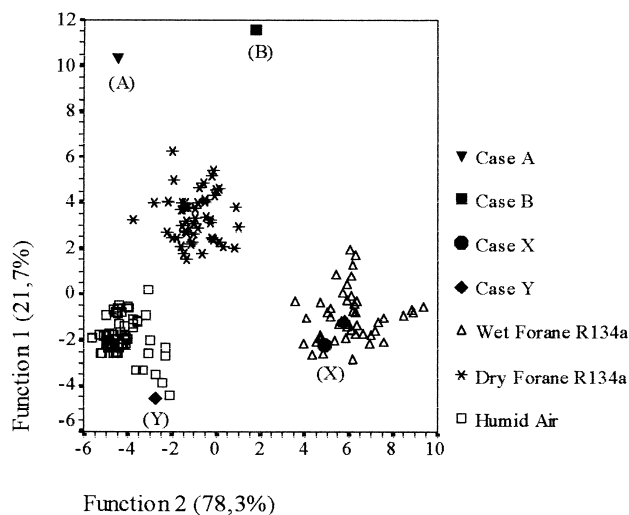 12
10
8
6
4
2
0
-2
-4
-6
-6
-4
-2
0
2
4
6
8
10
Function 1 (21,7%)
Function 2 (78,3%)
(A)
(B)
(X)
(Y)
Case A
Case B
Case X
Case Y
Wet Forane R134a
Dry Forane R134a
Humid Air